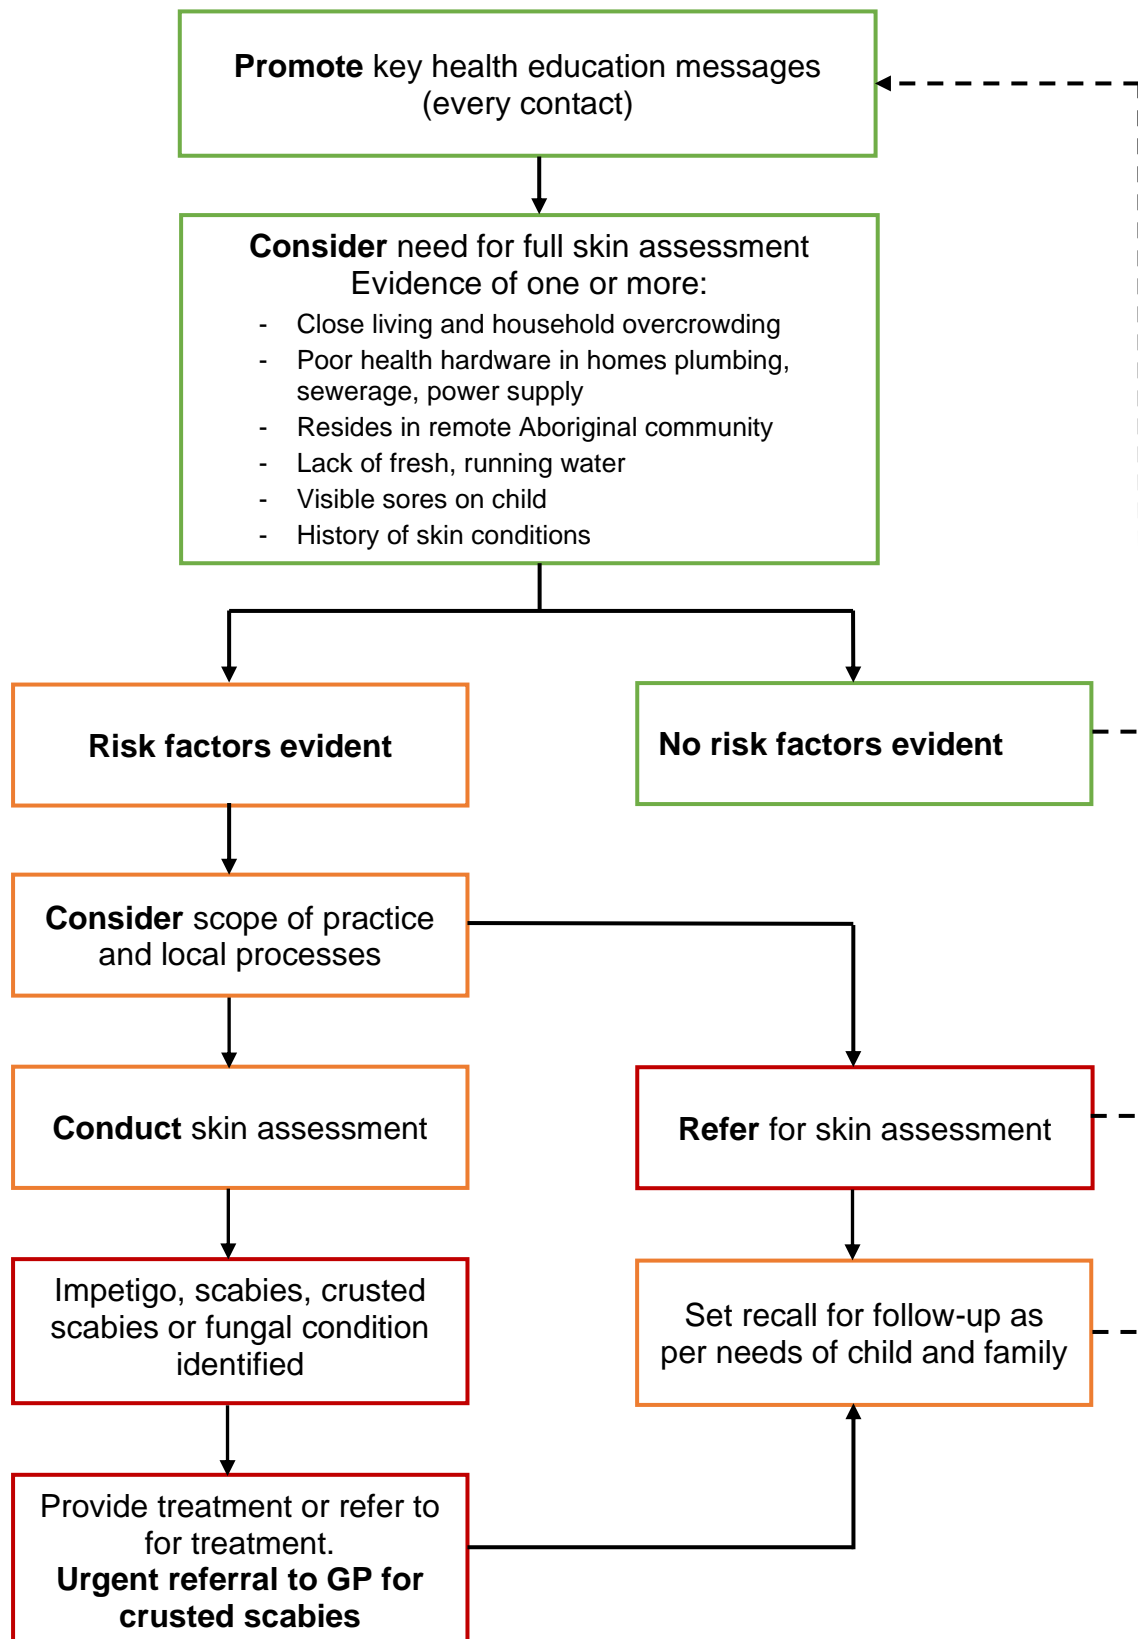 Promote key health education messages
(every contact)
Consider need for full skin assessment
Evidence of one or more:
- Close living and household overcrowding
- Poor health hardware in homes plumbing,
sewerage, power supply
- Resides in remote Aboriginal community
- Lack of fresh, running water
- Visible sores on child
- History of skin conditions
Risk factors evident
No risk factors evident
Consider scope of practice
and local processes
Conduct skin assessment
Refer for skin assessment
Impetigo, scabies, crusted
scabies or fungal condition
identified
Set recall for follow-up as
per needs of child and family
Provide treatment or refer to
for treatment.
Urgent referral to GP for
crusted scabies